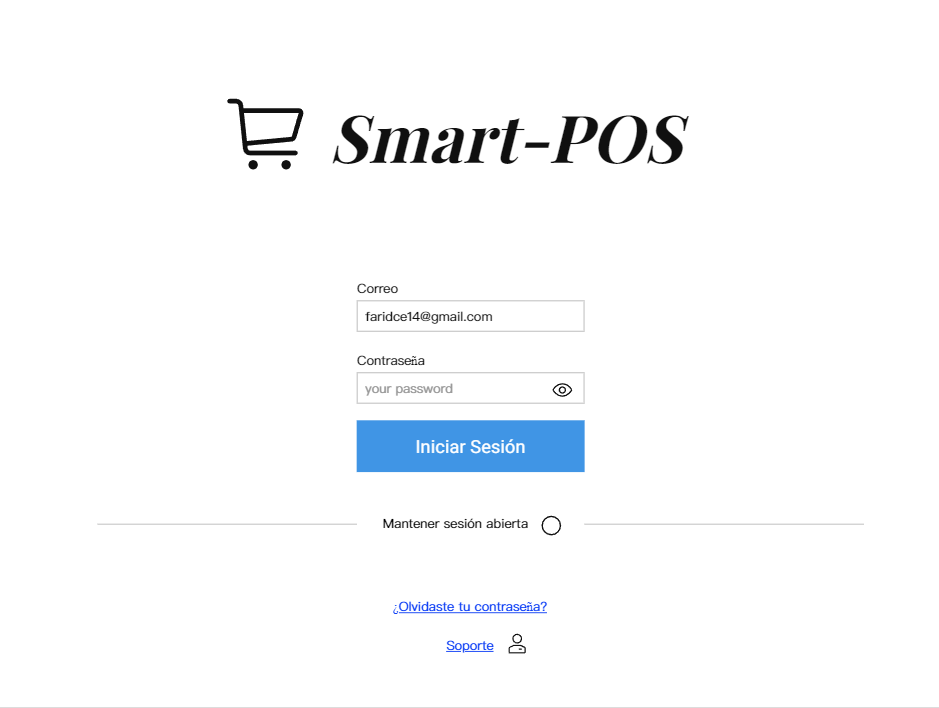 Smart-POS
Correo
faridce14@gmail.com
Contraseña
your password
Iniciar Sesión
Mantener sesión abierta
¿Olvidaste tu contraseña?
Soporte